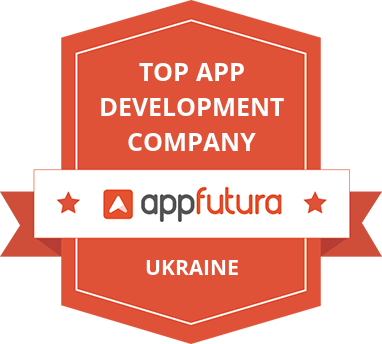 TOP APP
DEVELOPMENT
COMPANY
appfutura
UKRAINE